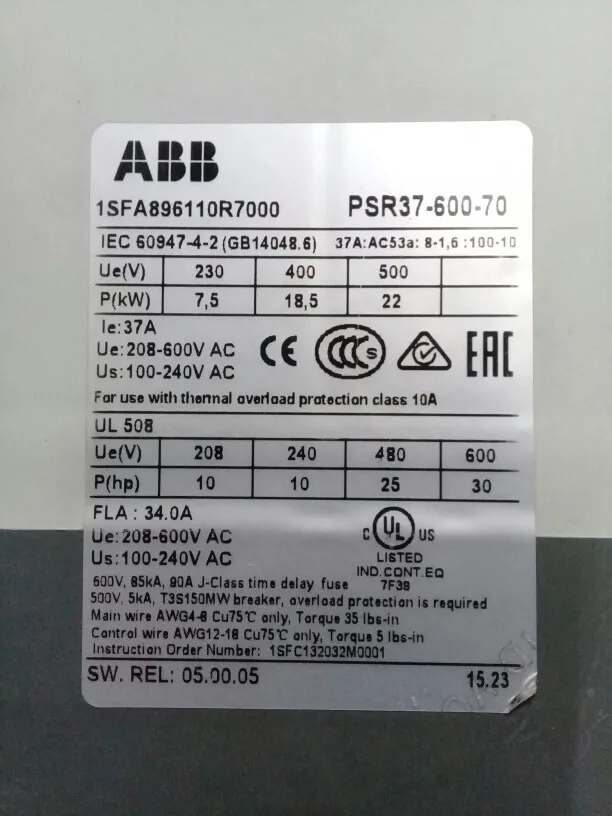 ABB
1SFA896110R7000 PSR37-600-70
IEC 60947-4-2 (GB14048.6) 37A:AC53a: 8-1,6 :100-10
Ue(V) 230 400 500
P(kW) 7,5 18,5 22
Ie:37A
Ue:208-600V AC
Us:100-240V AC
CE CCC S EAC
For use with thermal overload protection class 10A
UL 508
Ue(V) 208 240 480 600
P(hp) 10 10 25 30
FLA : 34.0A
Ue:208-600V AC
Us:100-240V AC
C UL US
LISTED
IND.CONT.EQ
7F39
600V, 85kA, 90A J-Class time delay fuse
500V, 5kA, T3S150MW breaker, overload protection is required
Main wire AWG4-8 Cu75℃ only, Torque 35 lbs-in
Control wire AWG12-18 Cu75℃ only, Torque 5 lbs-in
Instruction Order Number: 1SFC132032M0001
SW. REL: 05.00.05 15.23